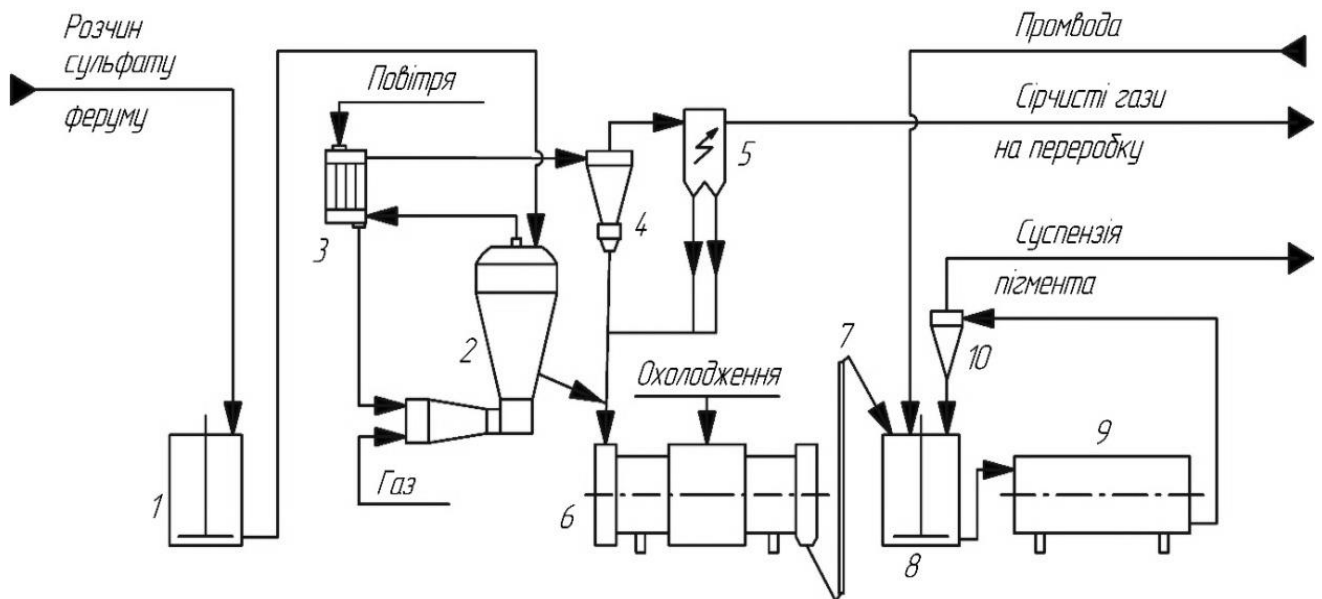 Розчин
сульфату
феруму
Повітря
Промвода
Сірчисті гази
на переробку
Суспензія
пігмента
Охолодження
Газ
1
2
3
4
5
6
7
8
9
10